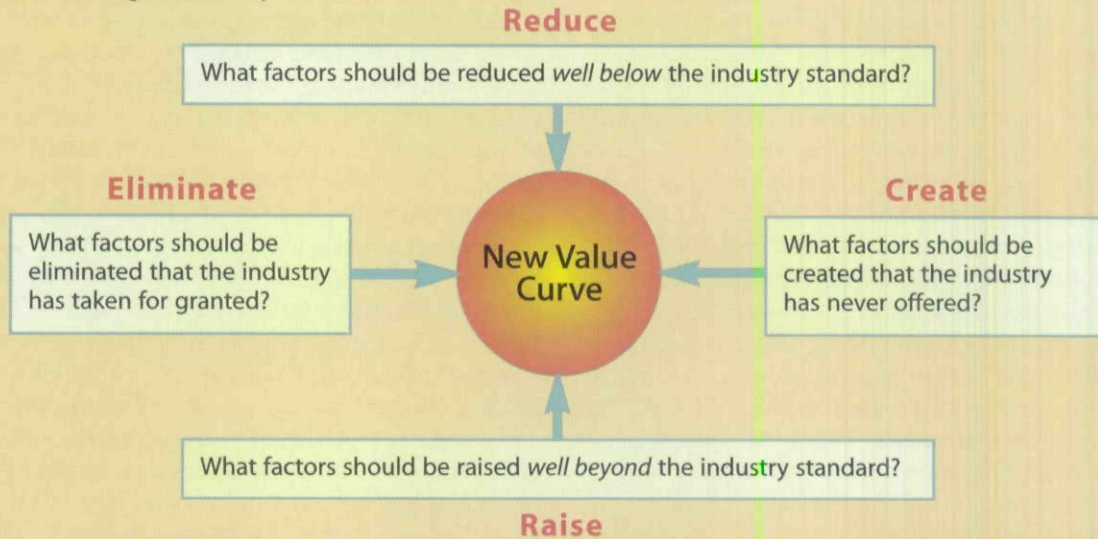 Reduce
What factors should be reduced well below the industry standard?
Eliminate
What factors should be
eliminated that the industry
has taken for granted?
New Value
Curve
Create
What factors should be
created that the industry
has never offered?
What factors should be raised well beyond the industry standard?
Raise